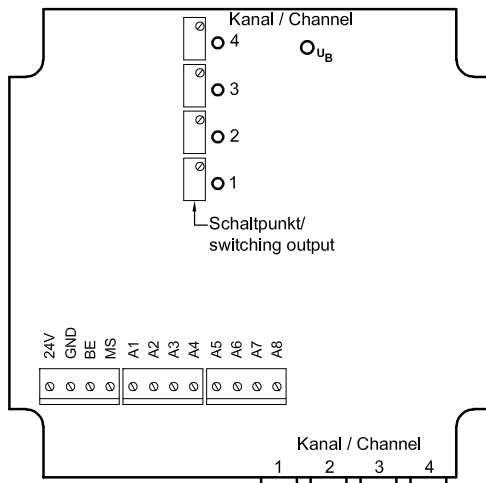 Kanal / Channel
4
U_B
3
2
1
Schaltpunkt/
switching output
24V GND BE MS A1 A2 A3 A4 A5 A6 A7 A8
Kanal / Channel
1 2 3 4